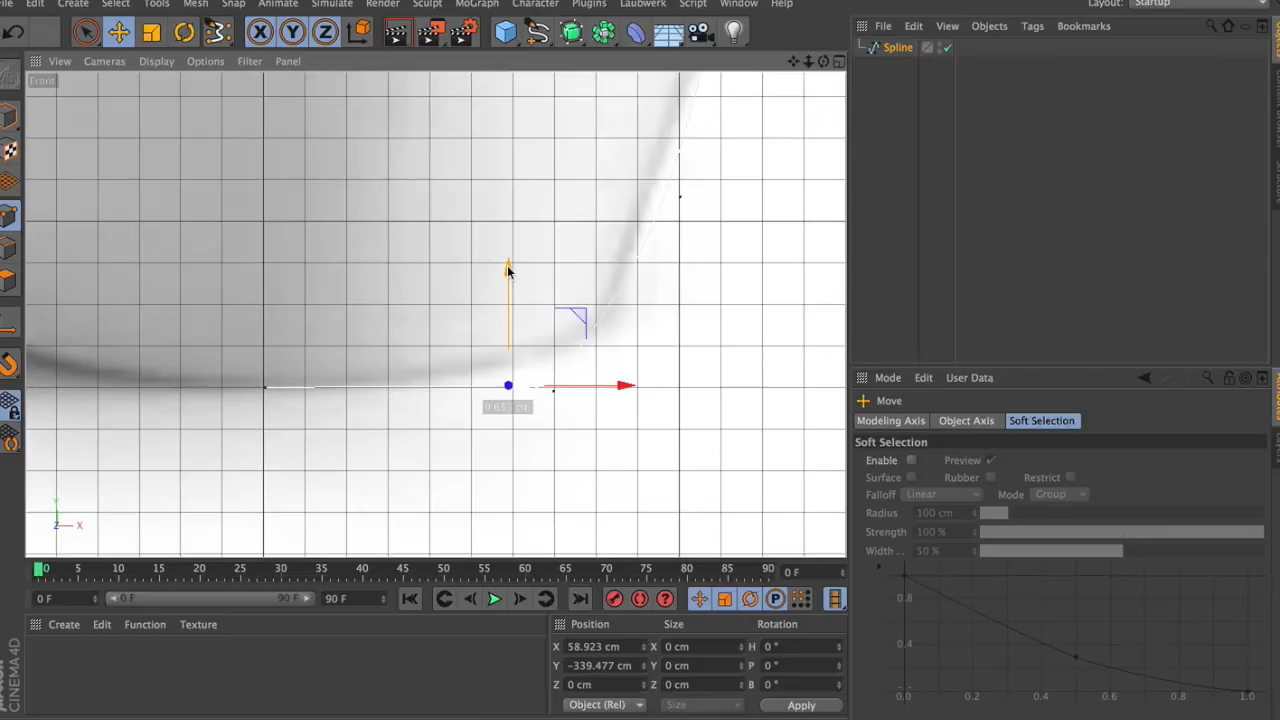 File Edit Create Select Tools Mesh Snap Animate Simulate Render Sculpt MoGraph Character Plugins Laubwerk Script Window Help Layout: Startup
File Edit View Objects Tags Bookmarks
Spline
View Cameras Display Options Filter Panel
Front
Mode Edit User Data
Move
Modeling Axis Object Axis Soft Selection
Soft Selection
Enable Preview
Surface Rubber Restrict
Falloff Linear Mode Group
Radius 100 cm
Strength 100 %
Width . . 50 %
0.8
0.4
0.0 0.2 0.4 0.6 0.8 1.0
Y
Z X
0 5 10 15 20 25 30 35 40 45 50 55 60 65 70 75 80 85 90 0 F
0 F 0 F 90 F 90 F
Create Edit Function Texture
Position Size Rotation
X 58.923 cm X 0 cm H 0 °
Y -339.477 cm Y 0 cm P 0 °
Z 0 cm Z 0 cm B 0 °
Object (Rel) Size Apply
CINEMA 4D